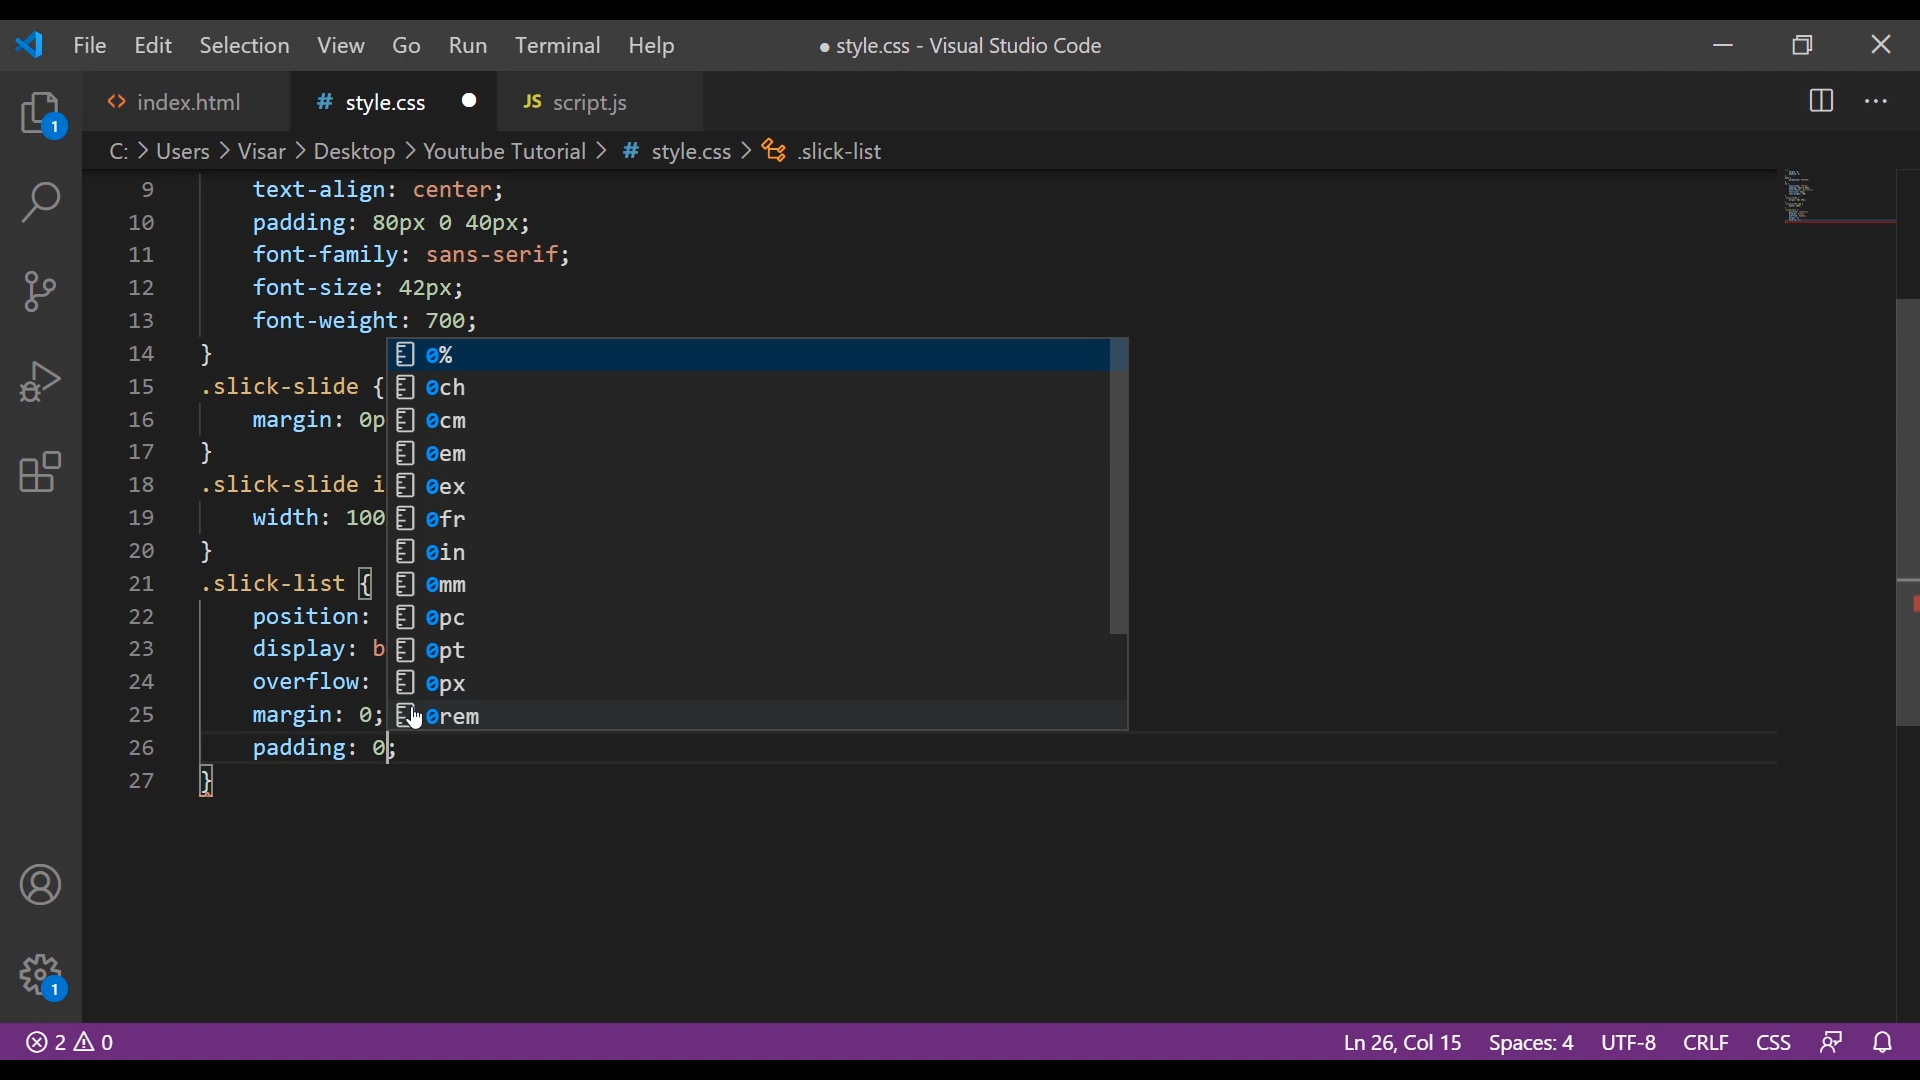 File Edit Selection View Go Run Terminal Help ● style.css - Visual Studio Code
<> index.html # style.css ● JS script.js
C: > Users > Visar > Desktop > Youtube Tutorial > # style.css > .slick-list
9 text-align: center;
10 padding: 80px 0 40px;
11 font-family: sans-serif;
12 font-size: 42px;
13 font-weight: 700;
14 }
15 .slick-slide {
16 margin: 0p
17 }
18 .slick-slide i
19 width: 100
20 }
21 .slick-list {
22 position:
23 display: b
24 overflow:
25 margin: 0;
26 padding: 0;
27 }
0%
0ch
0cm
0em
0ex
0fr
0in
0mm
0pc
0pt
0px
0rem
1
1
2 0 Ln 26, Col 15 Spaces: 4 UTF-8 CRLF CSS